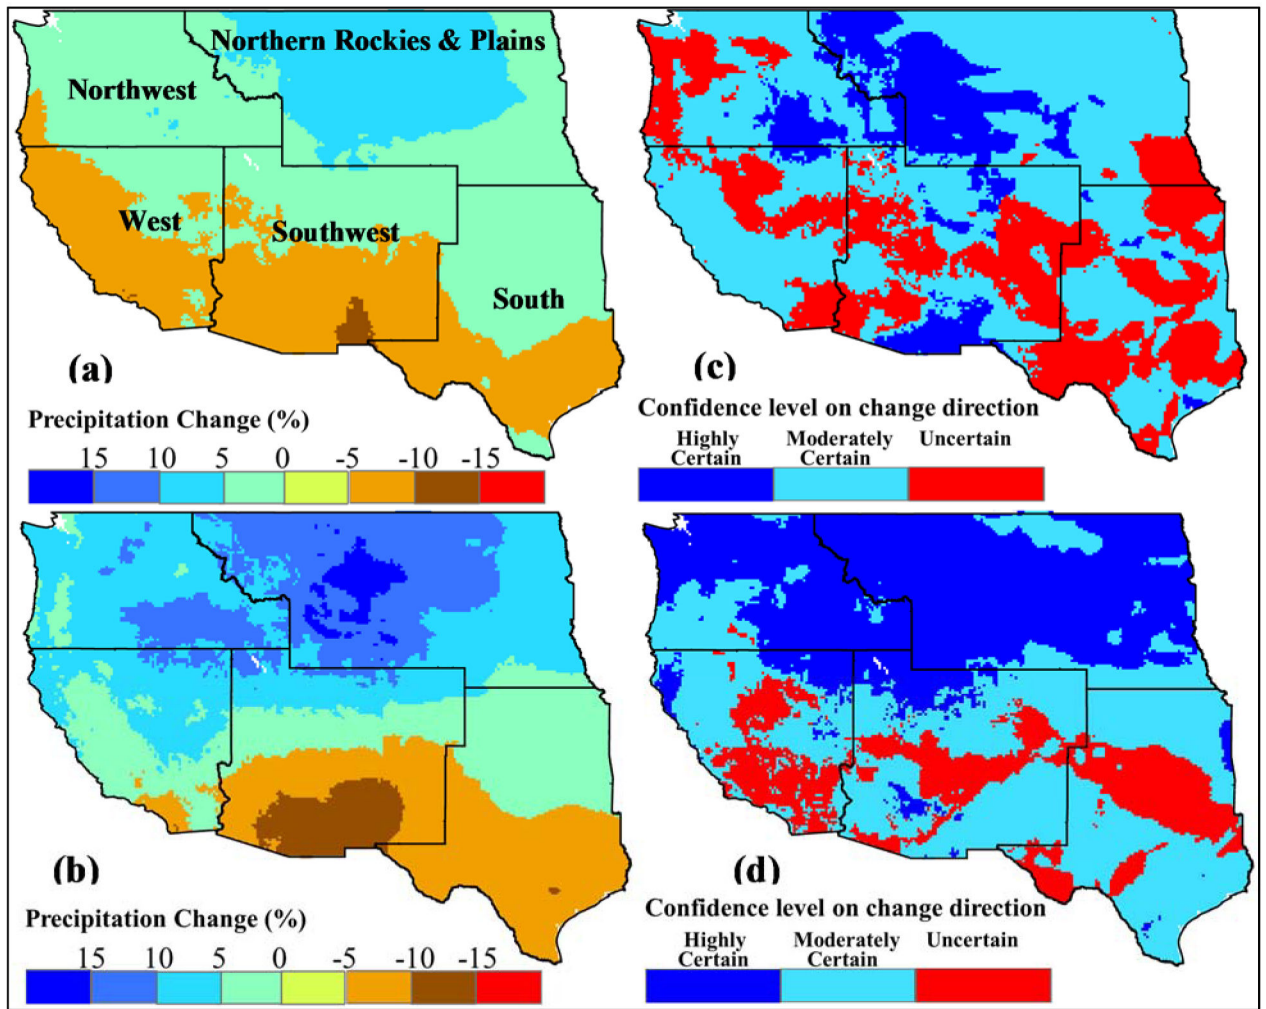 Northern Rockies & Plains
Northwest
West
Southwest
South
(a)
Precipitation Change (%)
15 10 5 0 -5 -10 -15
(c)
Confidence level on change direction
Highly Certain
Moderately Certain
Uncertain
(b)
Precipitation Change (%)
15 10 5 0 -5 -10 -15
(d)
Confidence level on change direction
Highly Certain
Moderately Certain
Uncertain